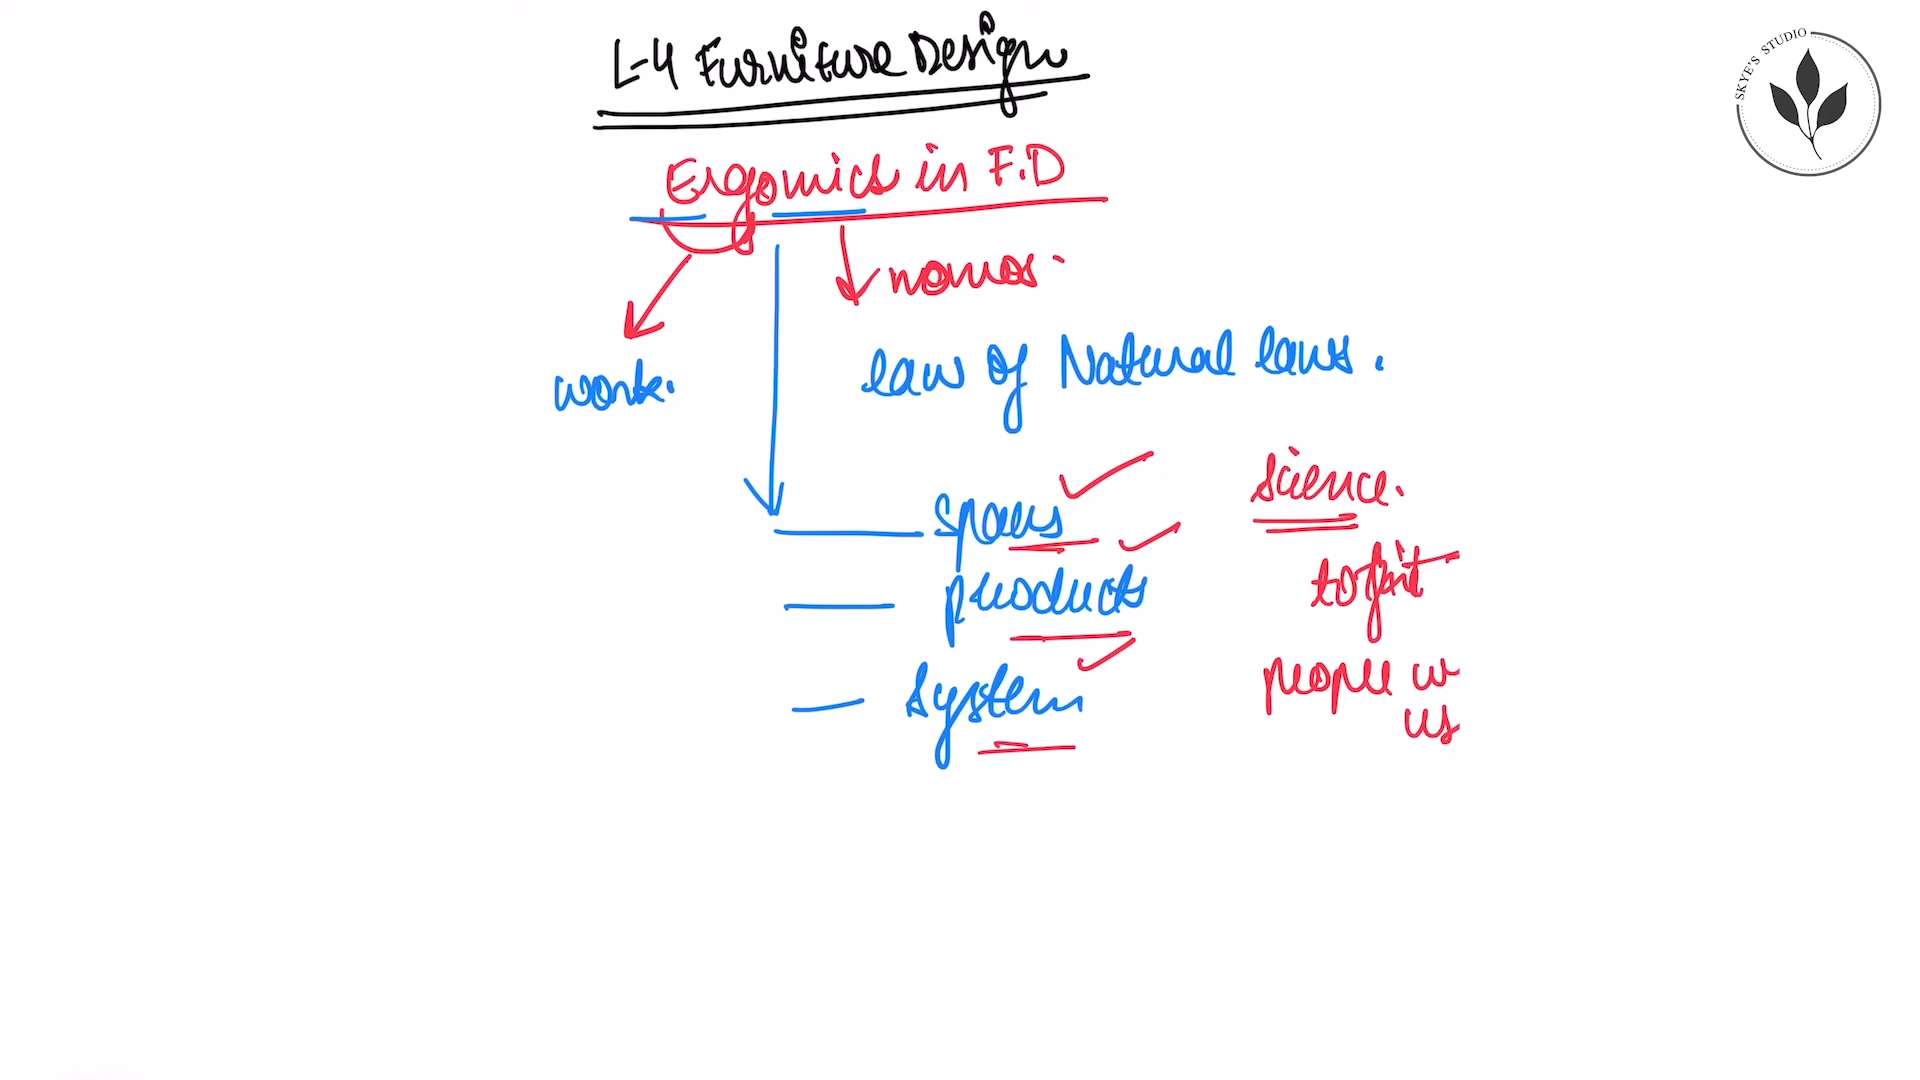 L-4 Furniture Design
Ergomics in F.D
nomos.
work.
law of Natural laws.
spaces
products
system
science.
to fit
people
us
SKYE'S STUDIO